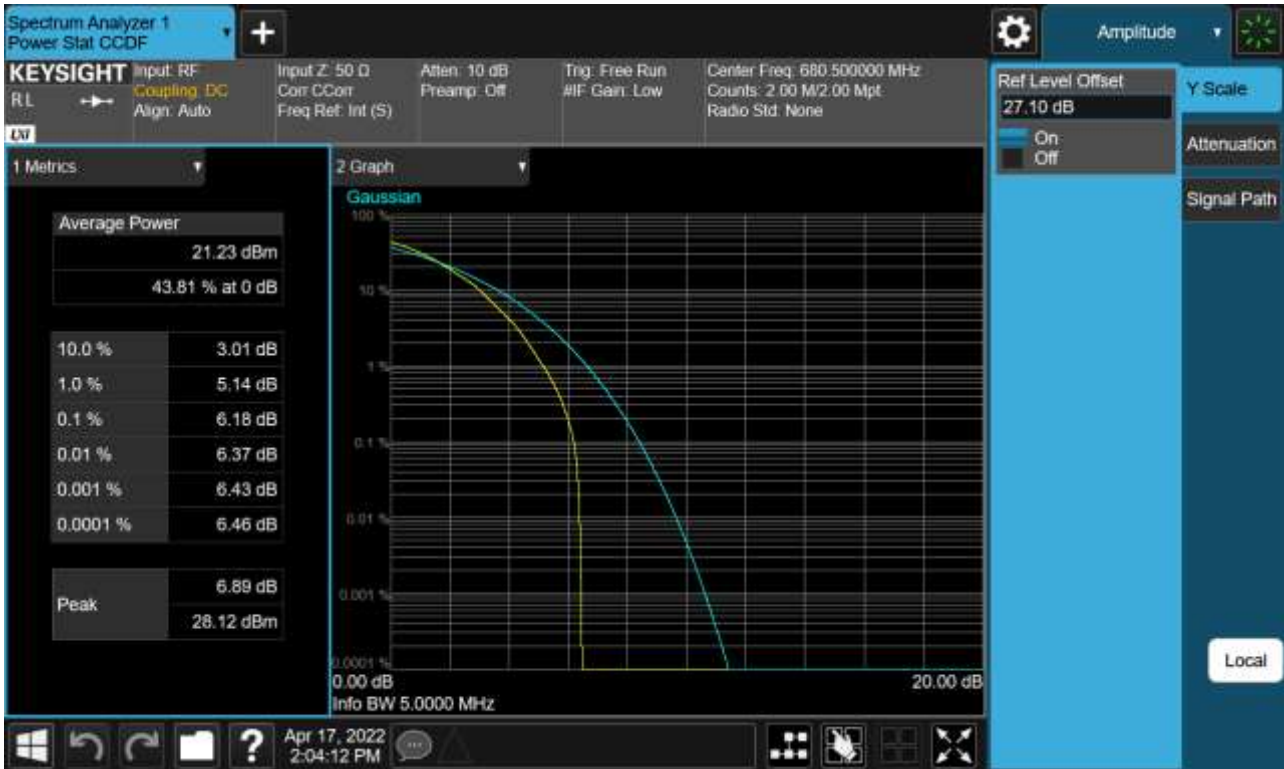 Spectrum Analyzer 1
Power Stat CCDF
Amplitude
KEYSIGHT
RL
LXI
Input: RF
Coupling: DC
Align: Auto
Input Z: 50 Ω
Corr CCorr
Freq Ref: Int (S)
Atten: 10 dB
Preamp: Off
Trig: Free Run
#IF Gain: Low
Center Freq: 680.500000 MHz
Counts: 2.00 M/2.00 Mpt
Radio Std: None
Ref Level Offset
27.10 dB
On
Off
Y Scale
Attenuation
Signal Path
1 Metrics
Average Power
21.23 dBm
43.81 % at 0 dB
10.0 % 3.01 dB
1.0 % 5.14 dB
0.1 % 6.18 dB
0.01 % 6.37 dB
0.001 % 6.43 dB
0.0001 % 6.46 dB
Peak
6.89 dB
28.12 dBm
2 Graph
Gaussian
100 %
10 %
1 %
0.1 %
0.01 %
0.001 %
0.0001 %
0.00 dB 20.00 dB
Info BW 5.0000 MHz
Local
?
Apr 17, 2022
2:04:12 PM